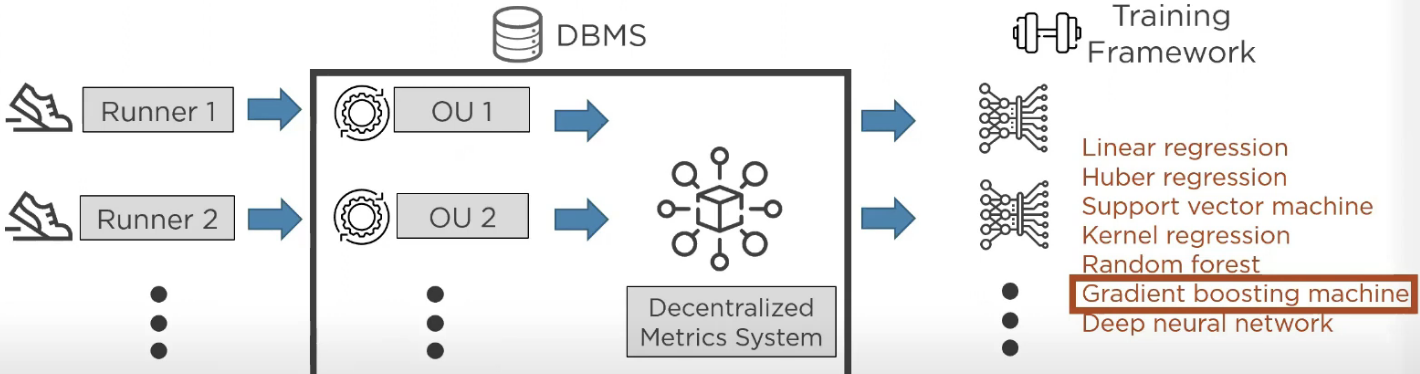 DBMS
Training
Framework
Runner 1
OU 1
Runner 2
OU 2
Decentralized
Metrics System
Linear regression
Huber regression
Support vector machine
Kernel regression
Random forest
Gradient boosting machine
Deep neural network